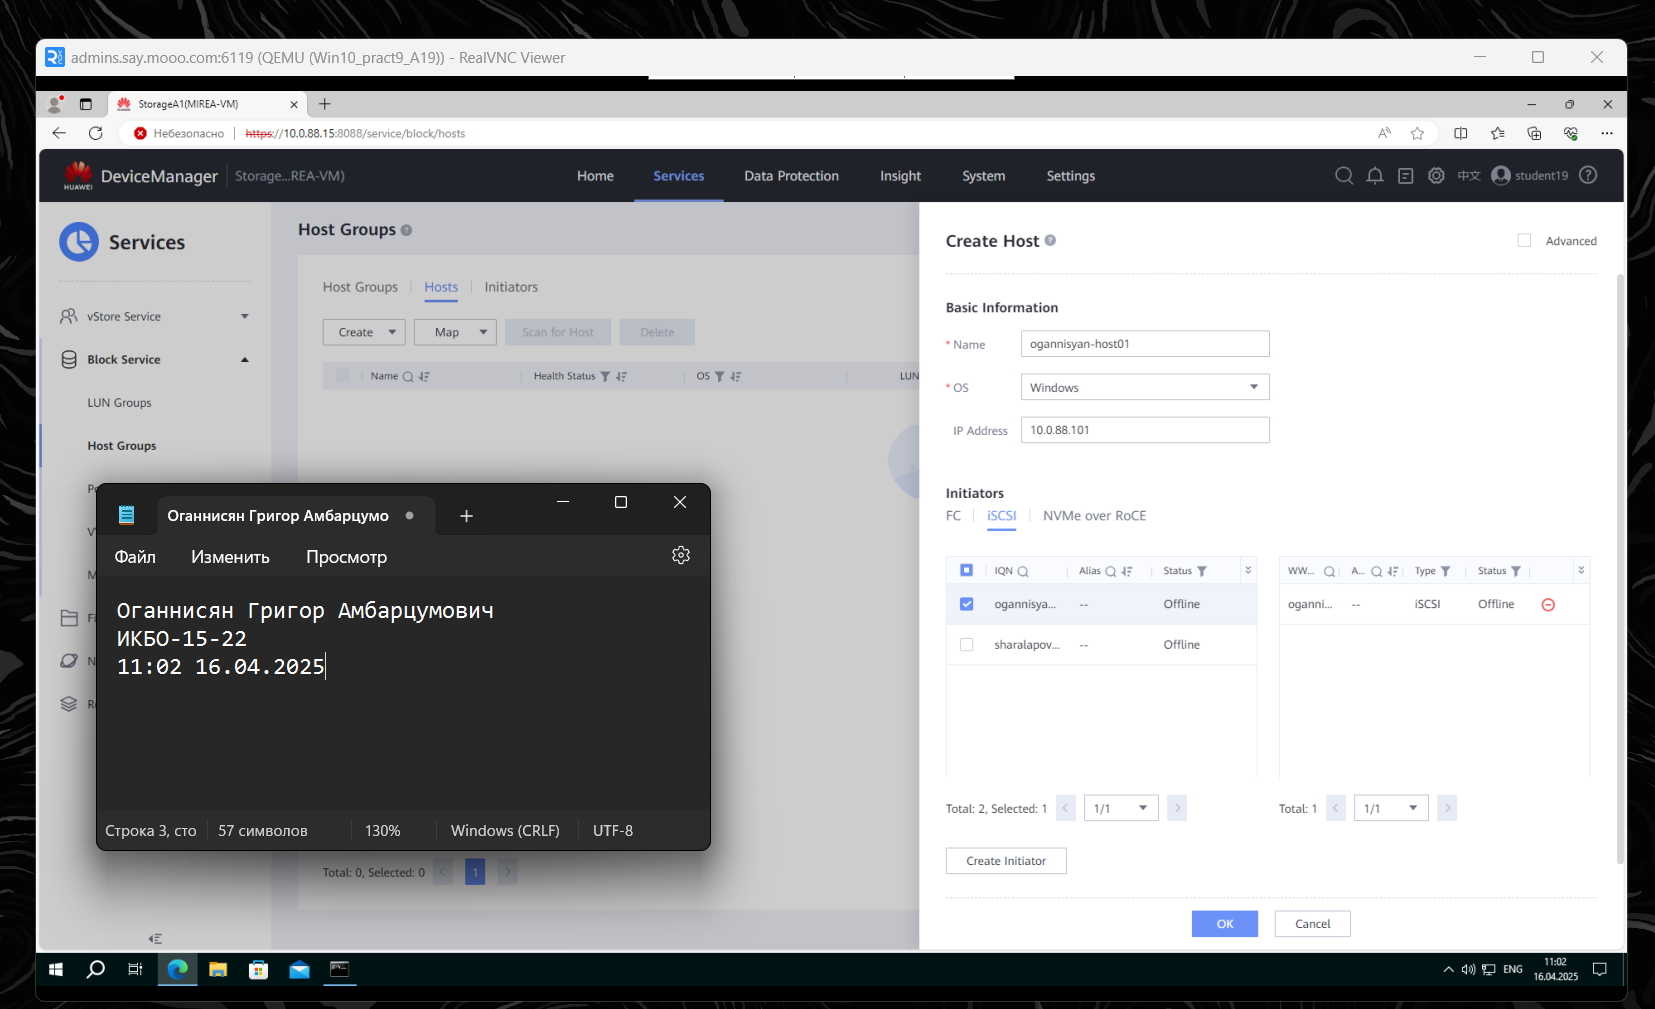 admins.say.mooo.com:6119 (QEMU (Win10_pract9_A19)) - RealVNC Viewer
StorageA1(MIREA-VM)
Небезопасно
https://10.0.88.15:8088/service/block/hosts
HUAWEI
DeviceManager
Storage...REA-VM)
Home
Services
Data Protection
Insight
System
Settings
中文
student19
Services
vStore Service
Block Service
LUN Groups
Host Groups
Host Groups
Host Groups
Hosts
Initiators
Create
Map
Scan for Host
Delete
Name
Health Status
OS
LUN
Total: 0, Selected: 0
1
Create Host
Advanced
Basic Information
* Name
ogannisyan-host01
* OS
Windows
IP Address
10.0.88.101
Initiators
FC
iSCSI
NVMe over RoCE
IQN
Alias
Status
ogannisya...
--
Offline
sharalapov...
--
Offline
WW...
A...
Type
Status
oganni...
--
iSCSI
Offline
Total: 2, Selected: 1
1/1
Total: 1
1/1
Create Initiator
OK
Cancel
Оганнисян Григор Амбарцумо
Файл
Изменить
Просмотр
Оганнисян Григор Амбарцумович
ИКБО-15-22
11:02 16.04.2025
Строка 3, сто
57 символов
130%
Windows (CRLF)
UTF-8
ENG
11:02
16.04.2025